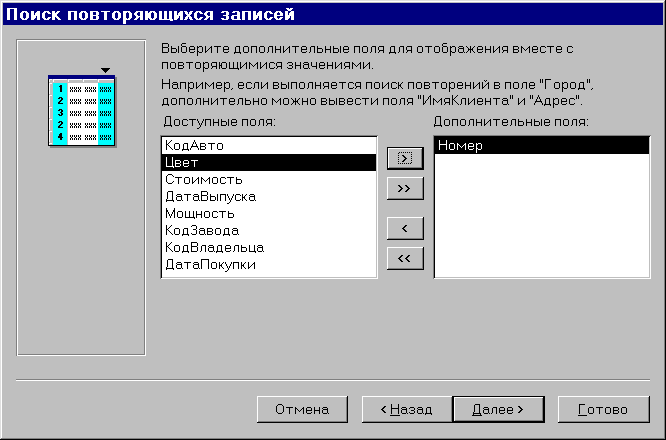 Поиск повторяющихся записей
Выберите дополнительные поля для отображения вместе с
повторяющимися значениями.
Например, если выполняется поиск повторений в поле "Город",
дополнительно можно вывести поля "ИмяКлиента" и "Адрес".
Доступные поля:
Дополнительные поля:
КодАвто
Цвет
Стоимость
ДатаВыпуска
Мощность
КодЗавода
КодВладельца
ДатаПокупки
>
>>
<
<<
Номер
1 xxx xxx xxx
2 xxx xxx xxx
3 xxx xxx xxx
2 xxx xxx xxx
4 xxx xxx xxx
Отмена
< Назад
Далее >
Готово